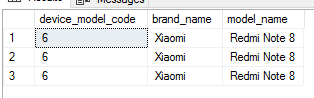 Messages
device_model_code brand_name model_name
1 6 Xiaomi Redmi Note 8
2 6 Xiaomi Redmi Note 8
3 6 Xiaomi Redmi Note 8